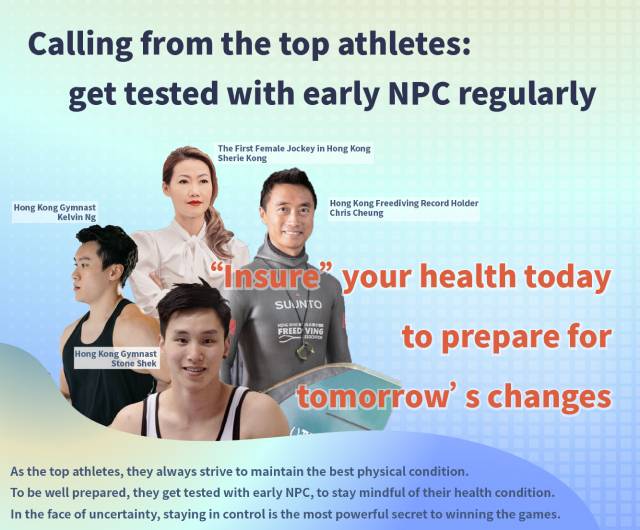 Calling from the top athletes:
get tested with early NPC regularly
The First Female Jockey in Hong Kong
Sherie Kong
Hong Kong Freediving Record Holder
Chris Cheung
Hong Kong Gymnast
Kelvin Ng
“Insure” your health today
SUUNTO
FREEDIVING
to prepare for
Hong Kong Gymnast
Stone Shek
tomorrow’ s changes
As the top athletes, they always strive to maintain the best physical condition.
To be well prepared, they get tested with early NPC, to stay mindful of their health condition.
In the face of uncertainty, staying in control is the most powerful secret to winning the games.